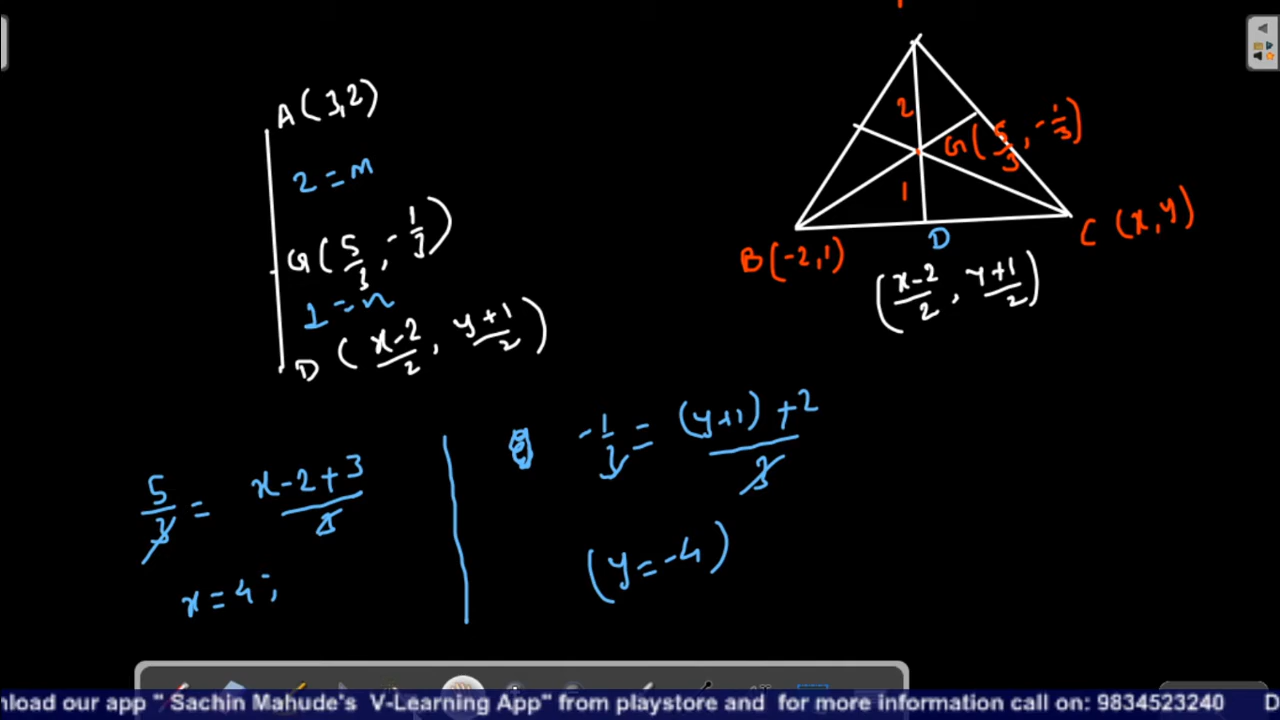 A(3,2)
2=m
G(5/3, -1/3)
1=n
D(x-2/2, y+1/2)
2
G(5/3, -1/3)
1
B(-2,1)
D
C(x,y)
(x-2/2, y+1/2)
5/3 = x-2+3/3
x=4;
-1/3 = (y+1)+2/3
(y=-4)
nload our app " Sachin Mahude's V-Learning App" from playstore and for more information call on: 9834523240 D